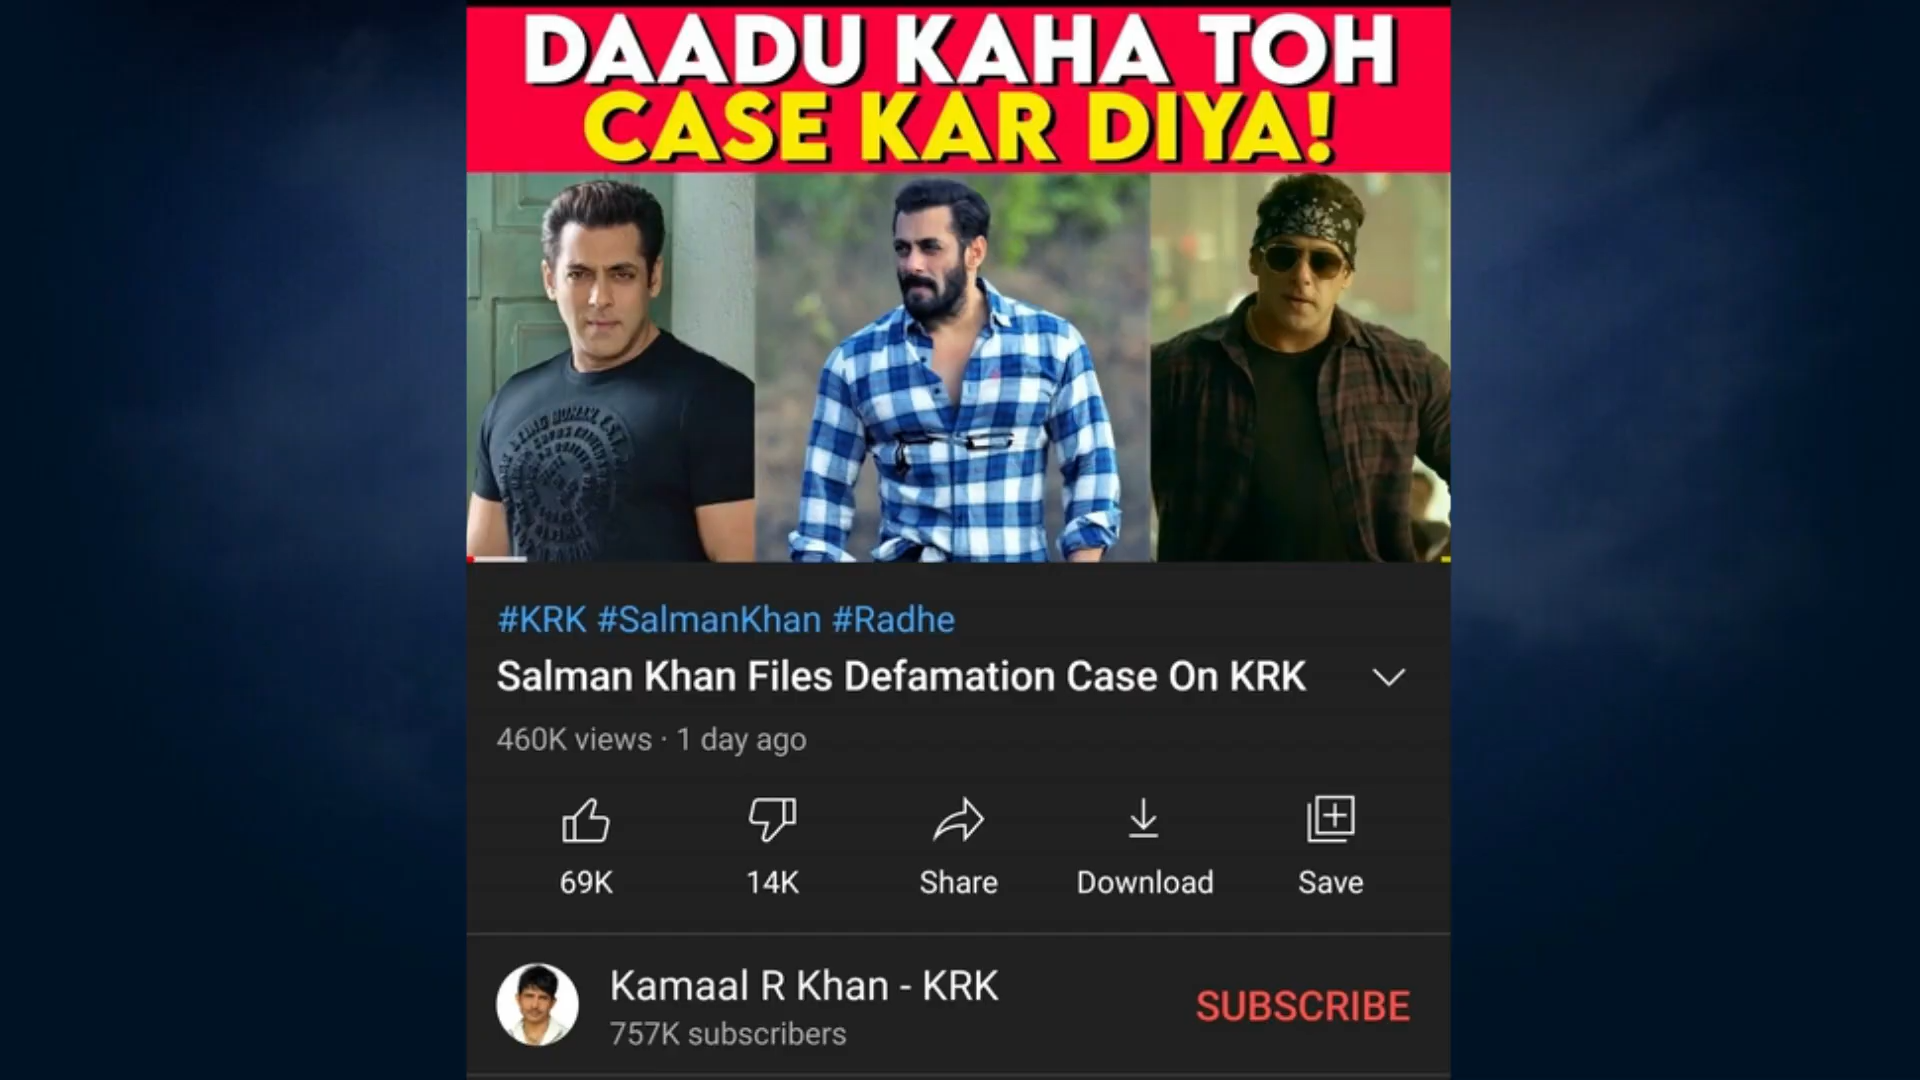 DAADU KAHA TOH
CASE KAR DIYA!
#KRK #SalmanKhan #Radhe
Salman Khan Files Defamation Case On KRK
460K views · 1 day ago
69K
14K
Share
Download
Save
Kamaal R Khan - KRK
757K subscribers
SUBSCRIBE